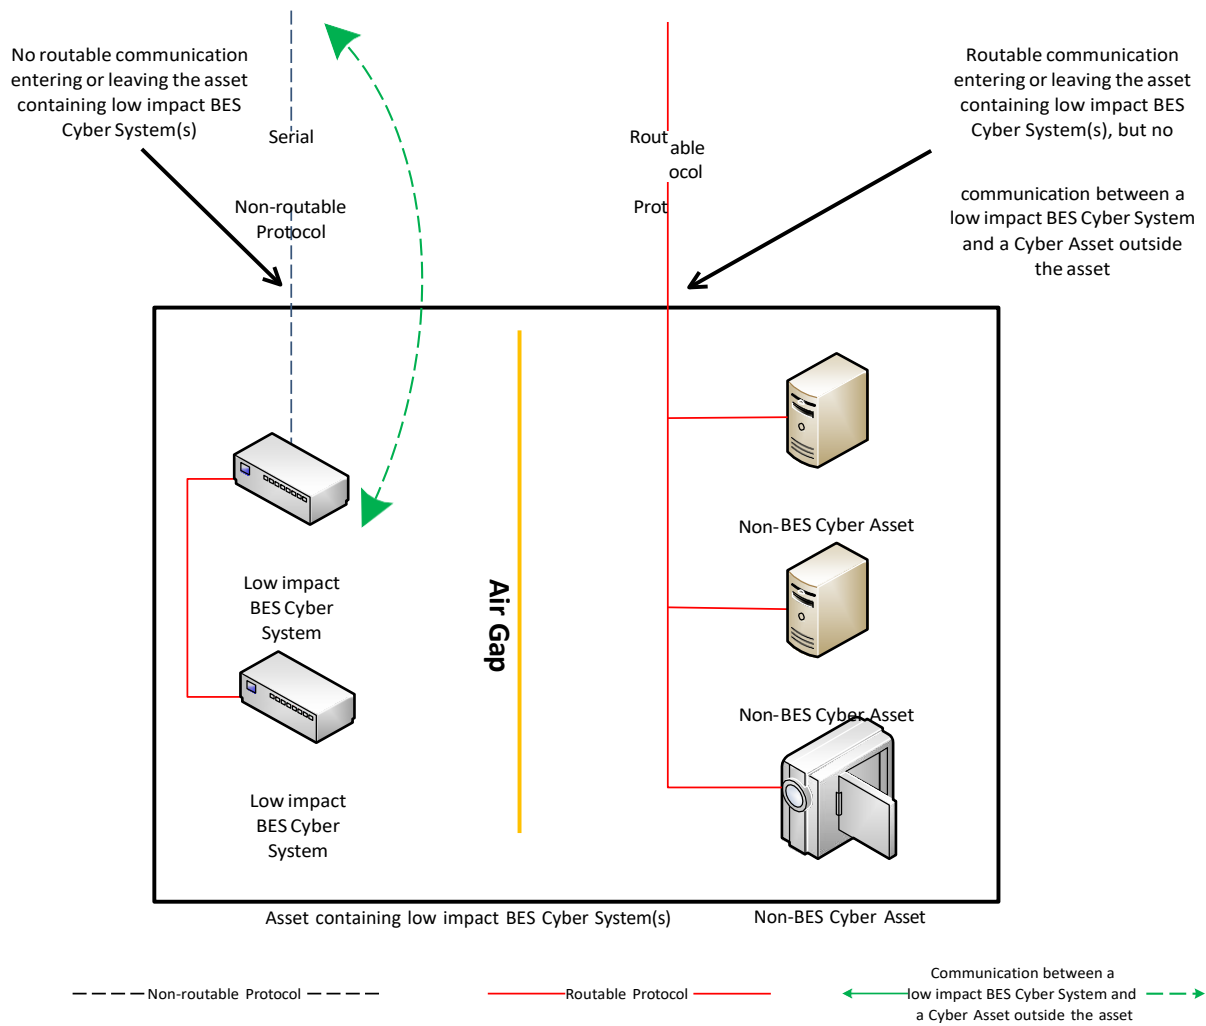 No routable communication
entering or leaving the asset
containing low impact BES
Cyber System(s)
Serial
Non-routable
Protocol
Rout
able
ocol
Prot
Routable communication
entering or leaving the asset
containing low impact BES
Cyber System(s), but no
communication between a
low impact BES Cyber System
and a Cyber Asset outside
the asset
Low impact
BES Cyber
System
Low impact
BES Cyber
System
Air Gap
Non-BES Cyber Asset
Non-BES Cyber Asset
Asset containing low impact BES Cyber System(s)
Non-BES Cyber Asset
Non-routable Protocol
Routable Protocol
Communication between a
low impact BES Cyber System and
a Cyber Asset outside the asset